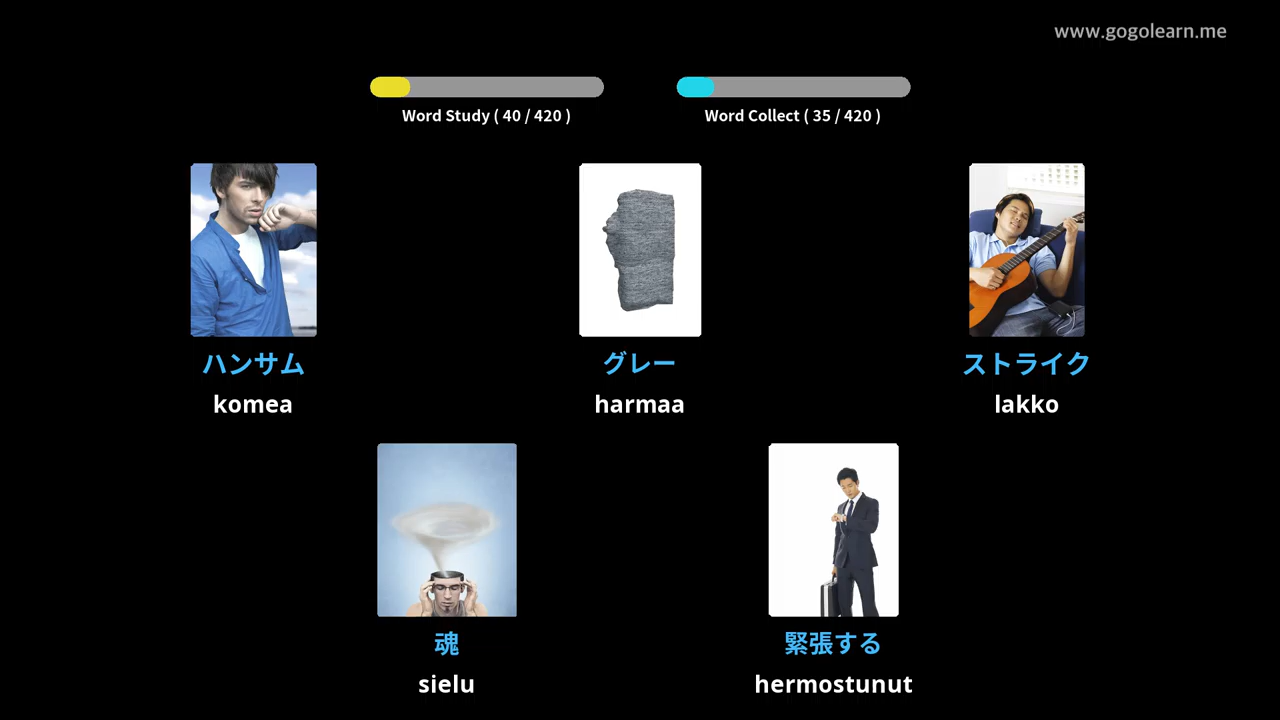 www.gogolearn.me
Word Study ( 40 / 420 )
Word Collect ( 35 / 420 )
ハンサム
komea
グレー
harmaa
ストライク
lakko
魂
sielu
緊張する
hermostunut